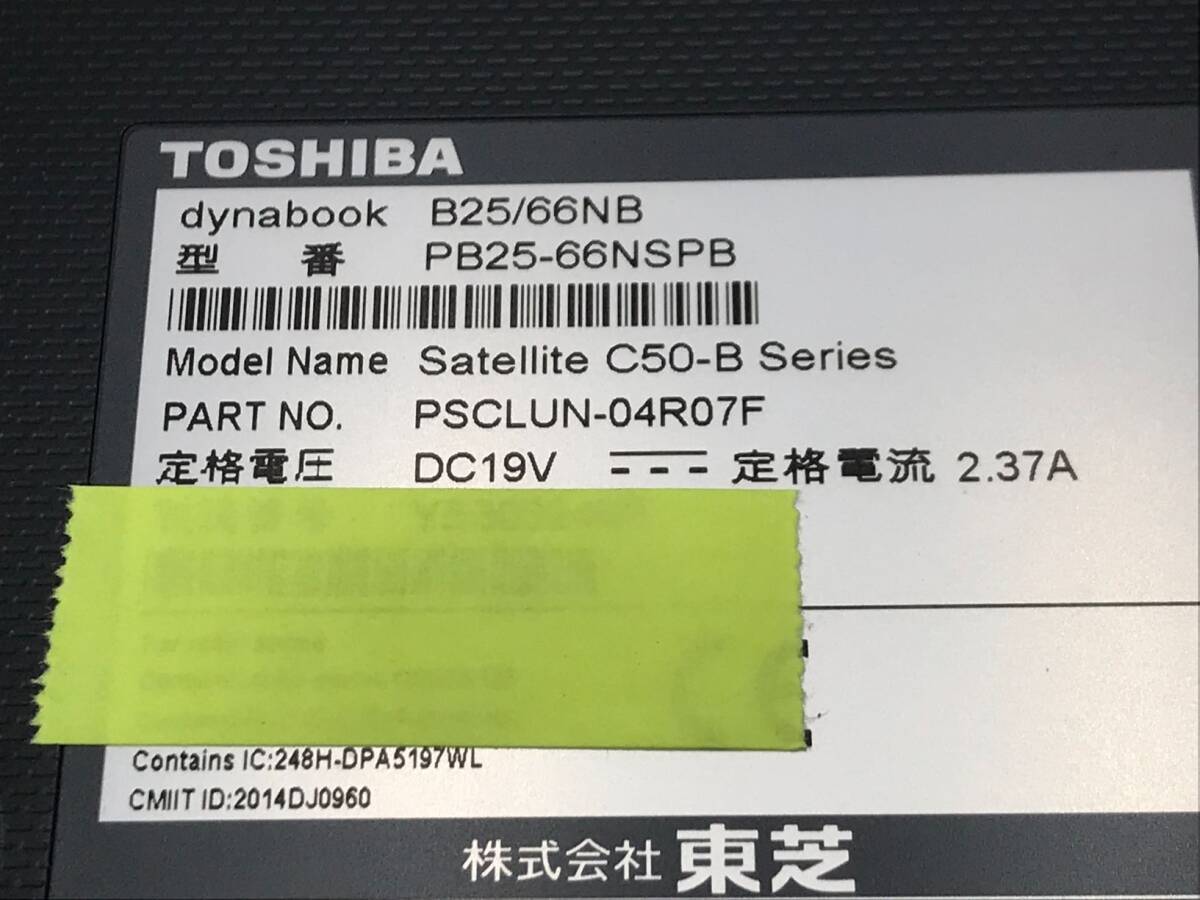 TOSHIBA
dynabook B25/66NB
型 番 PB25-66NSPB
Model Name Satellite C50-B Series
PART NO. PSCLUN-04R07F
定格電圧 DC19V 定格電流 2.37A
Contains IC:248H-DPA5197WL
CMIIT ID:2014DJ0960
株式会社 東芝